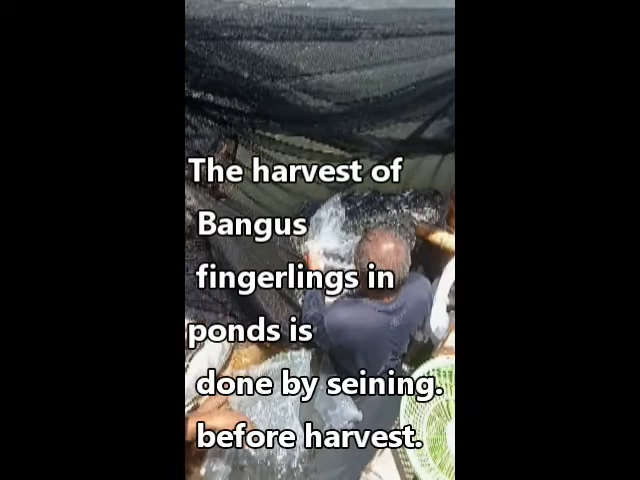 The harvest of
Bangus
fingerlings in
ponds is
done by seining.
before harvest.